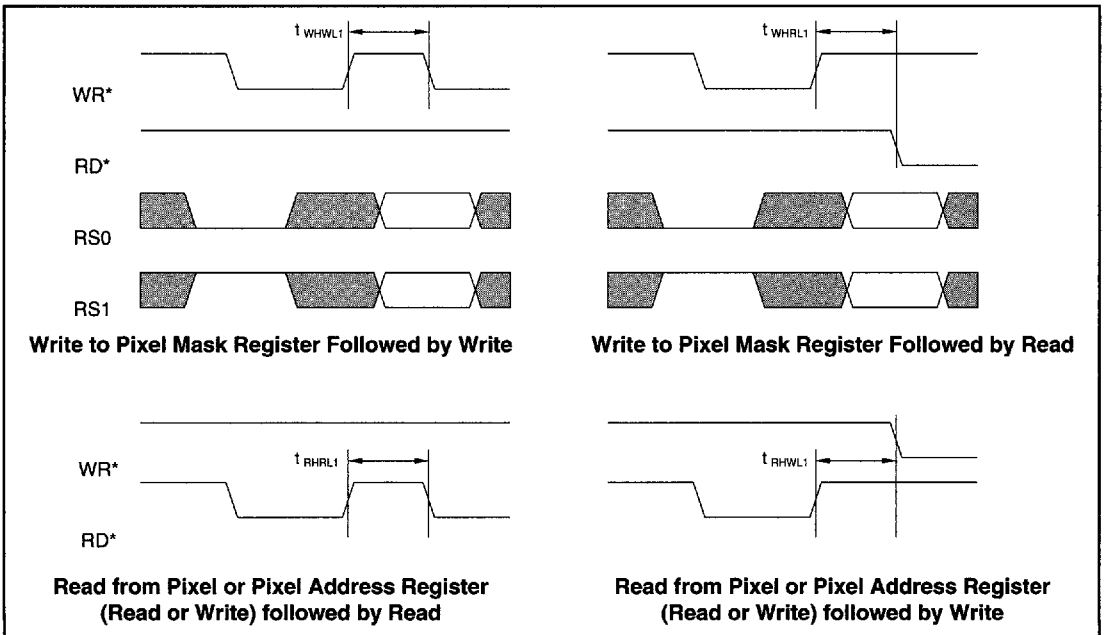 t WHWL1
WR*
RD*
RS0
RS1
Write to Pixel Mask Register Followed by Write
t WHRL1
Write to Pixel Mask Register Followed by Read
WR*
t RHRL1
RD*
Read from Pixel or Pixel Address Register
(Read or Write) followed by Read
t RHWL1
Read from Pixel or Pixel Address Register
(Read or Write) followed by Write